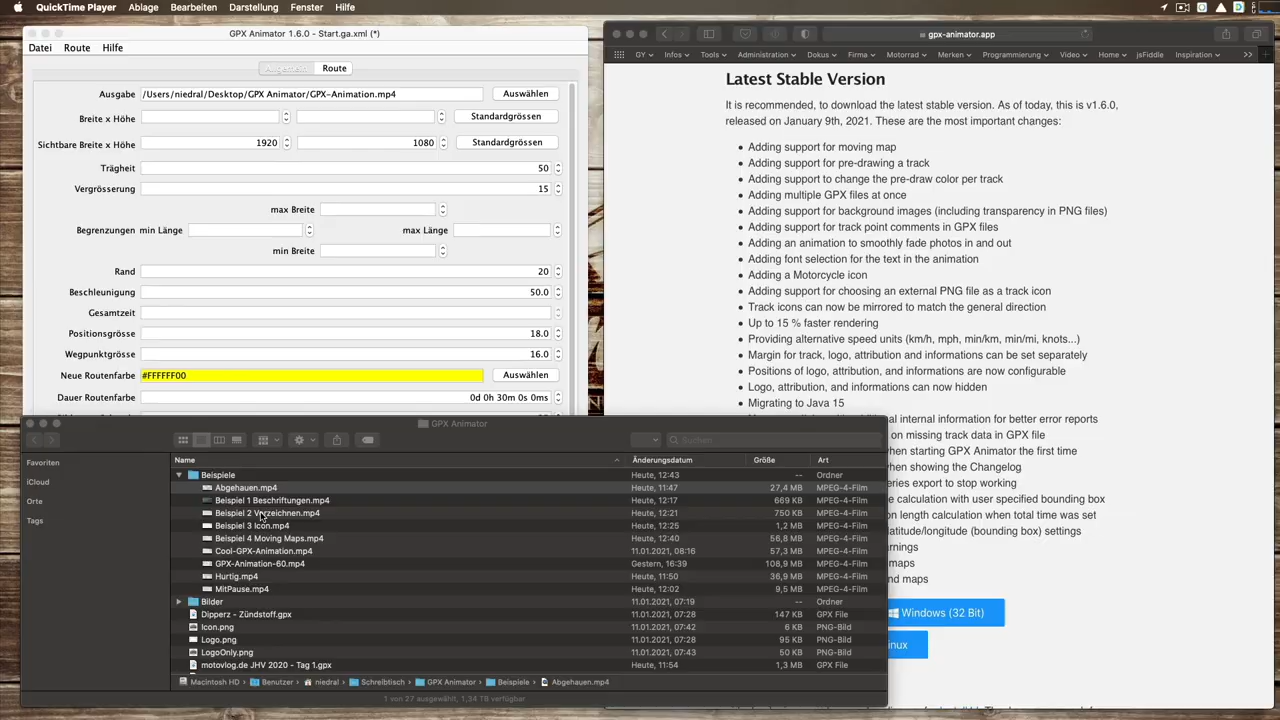 QuickTime Player Ablage Bearbeiten Darstellung Fenster Hilfe
GPX Animator 1.6.0 - Start.ga.xml (*)
Datei Route Hilfe
Route
Ausgabe /Users/niedral/Desktop/GPX Animator/GPX-Animation.mp4 Auswählen
Breite x Höhe Standardgrössen
Sichtbare Breite x Höhe 1920 1080 Standardgrössen
Trägheit 50
Vergrösserung 15
max Breite
Begrenzungen min Länge max Länge
min Breite
Rand 20
Beschleunigung 50.0
Gesamtzeit
Positionsgrösse 18.0
Wegpunktgrösse 16.0
Neue Routenfarbe #FFFFFF00 Auswählen
Dauer Routenfarbe 0d 0h 30m 0s 0ms
gpx-animator.app
GY Infos Tools Administration Dokus Firma Motorrad Merken Programmierung Video Home jsFiddle Inspiration
Latest Stable Version
It is recommended, to download the latest stable version. As of today, this is v1.6.0,
released on January 9th, 2021. These are the most important changes:
Adding support for moving map
Adding support for pre-drawing a track
Adding support to change the pre-draw color per track
Adding multiple GPX files at once
Adding support for background images (including transparency in PNG files)
Adding support for track point comments in GPX files
Adding an animation to smoothly fade photos in and out
Adding font selection for the text in the animation
Adding a Motorcycle icon
Adding support for choosing an external PNG file as a track icon
Track icons can now be mirrored to match the general direction
Up to 15 % faster rendering
Providing alternative speed units (km/h, mph, min/km, min/mi, knots...)
Margin for track, logo, attribution and informations can be set separately
Positions of logo, attribution, and informations are now configurable
Logo, attribution, and informations can now hidden
Migrating to Java 15
internal information for better error reports
on missing track data in GPX file
when starting GPX Animator the first time
when showing the Changelog
eries export to stop working
e calculation with user specified bounding box
on length calculation when total time was set
atitude/longitude (bounding box) settings
arnings
maps
nd maps
Windows (32 Bit)
inux
GPX Animator
Suchen
Favoriten
iCloud
Orte
Tags
Name Änderungsdatum Größe Art
Beispiele Heute, 12:43 -- Ordner
Abgehauen.mp4 Heute, 11:47 27,4 MB MPEG-4-Film
Beispiel 1 Beschriftungen.mp4 Heute, 12:17 669 KB MPEG-4-Film
Beispiel 2 Vorzeichnen.mp4 Heute, 12:21 750 KB MPEG-4-Film
Beispiel 3 Icon.mp4 Heute, 12:25 1,2 MB MPEG-4-Film
Beispiel 4 Moving Maps.mp4 Heute, 12:40 56,8 MB MPEG-4-Film
Cool-GPX-Animation.mp4 11.01.2021, 08:16 57,3 MB MPEG-4-Film
GPX-Animation-60.mp4 Gestern, 16:39 108,9 MB MPEG-4-Film
Hurtig.mp4 Heute, 11:50 36,9 MB MPEG-4-Film
MitPause.mp4 Heute, 12:02 9,5 MB MPEG-4-Film
Bilder 11.01.2021, 07:19 -- Ordner
Dipperz - Zündstoff.gpx 11.01.2021, 07:28 147 KB GPX File
Icon.png 11.01.2021, 07:42 6 KB PNG-Bild
Logo.png 11.01.2021, 07:28 95 KB PNG-Bild
LogoOnly.png 11.01.2021, 07:43 50 KB PNG-Bild
motovlog.de JHV 2020 - Tag 1.gpx Heute, 11:54 1,3 MB GPX File
Macintosh HD Benutzer niedral Schreibtisch GPX Animator Beispiele Abgehauen.mp4
1 von 27 ausgewählt, 1,34 TB verfügbar